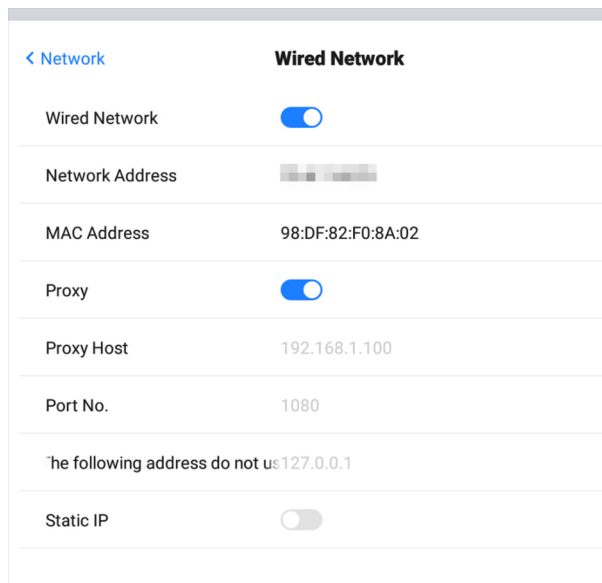 Network
Wired Network
Wired Network
Network Address
MAC Address 98:DF:82:F0:8A:02
Proxy
Proxy Host 192.168.1.100
Port No. 1080
he following address do not us 127.0.0.1
Static IP